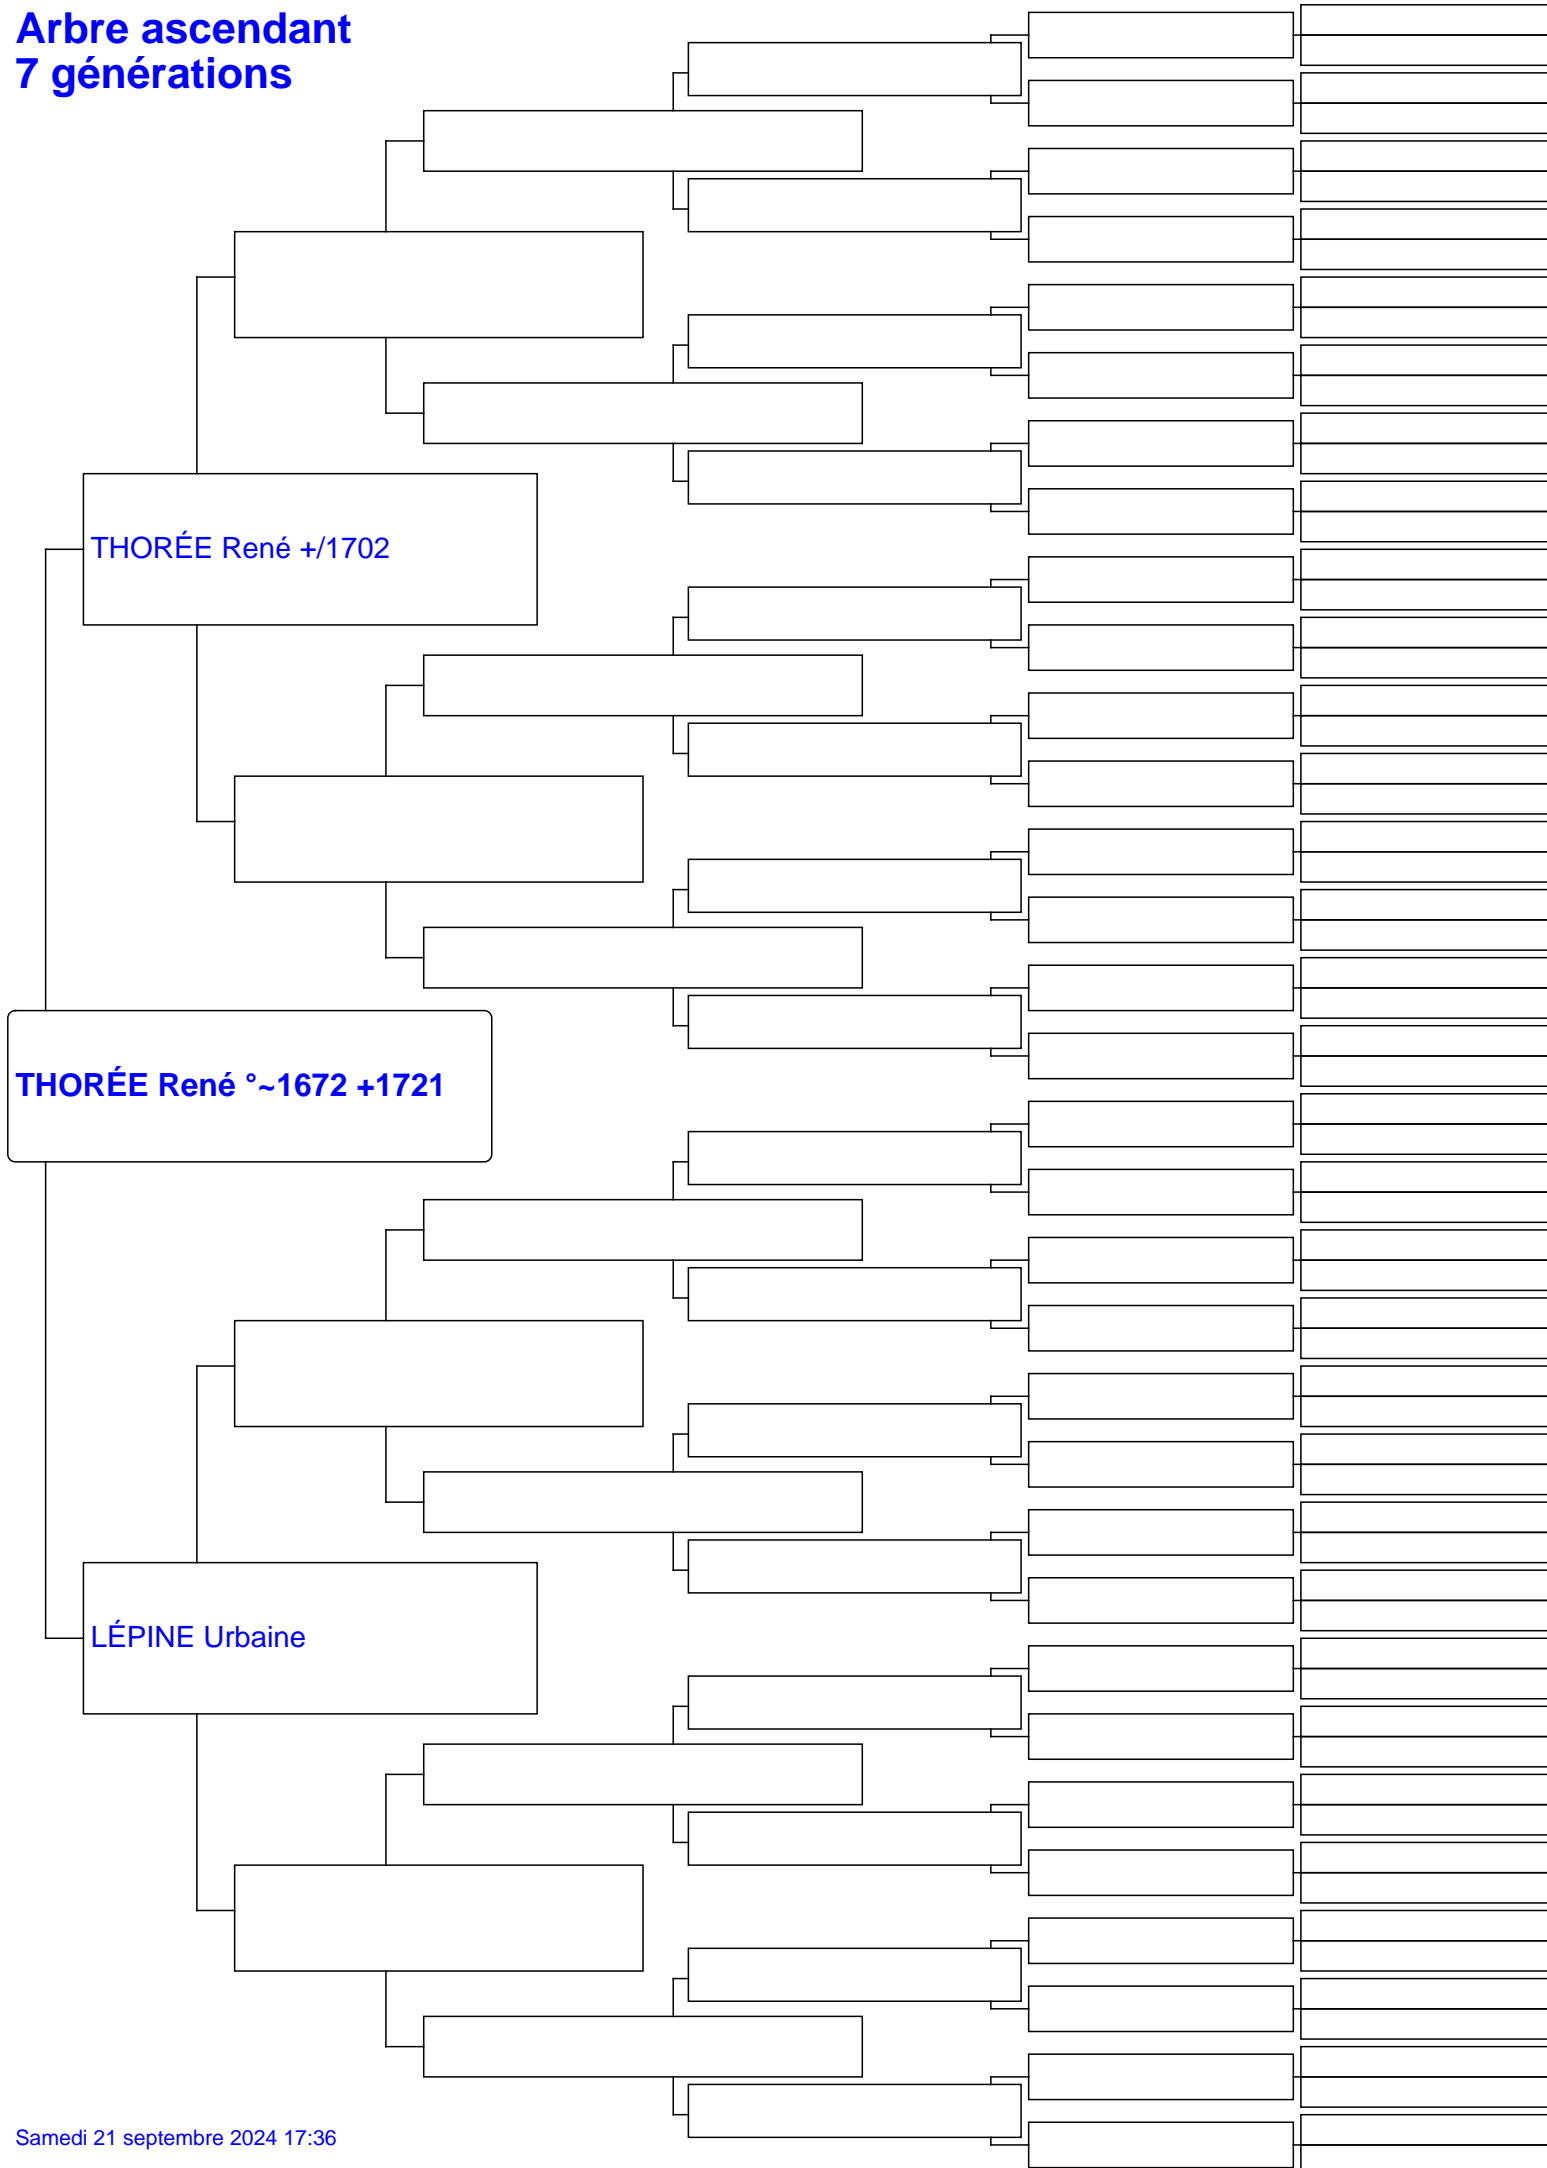 Arbre ascendant
7 générations
THORÉE René +/1702
THORÉE René °~1672 +1721
LÉPINE Urbaine
Samedi 21 septembre 2024 17:36